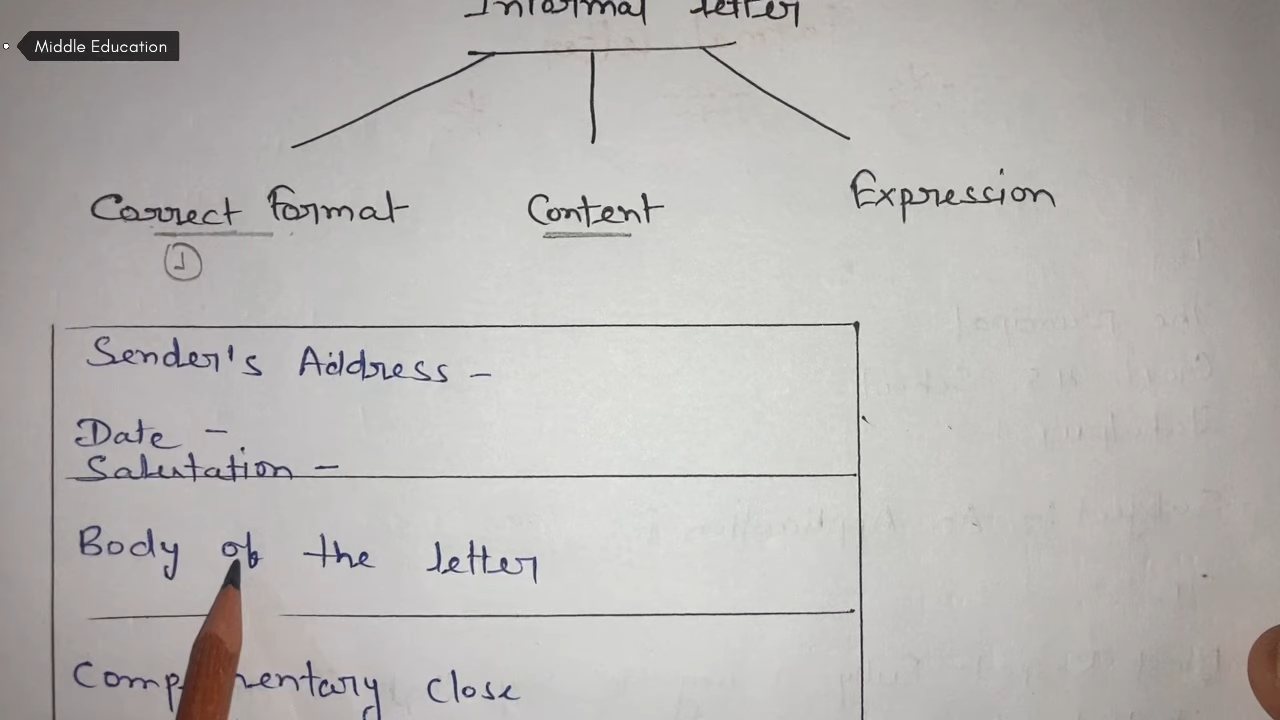 Middle Education
Informal letter
Correct Format Content Expression
1
Sender's Address -
Date -
Salutation -
Body of the letter
Complementary Close